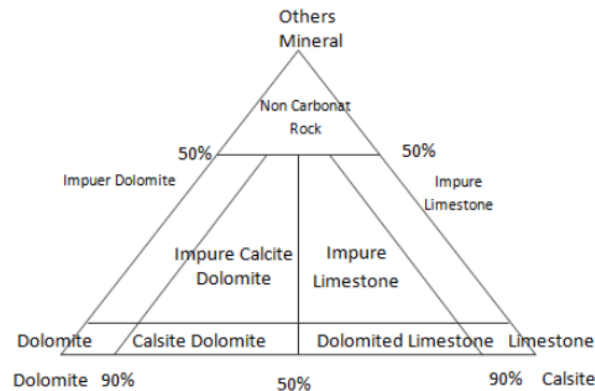 Others
Mineral
Non Carbonat
Rock
50%
50%
Impuer Dolomite
Impure
Limestone
Impure Calcite
Dolomite
Impure
Limestone
Dolomite
Calsite Dolomite
Dolomited Limestone
Limestone
Dolomite
90%
50%
90%
Calsite